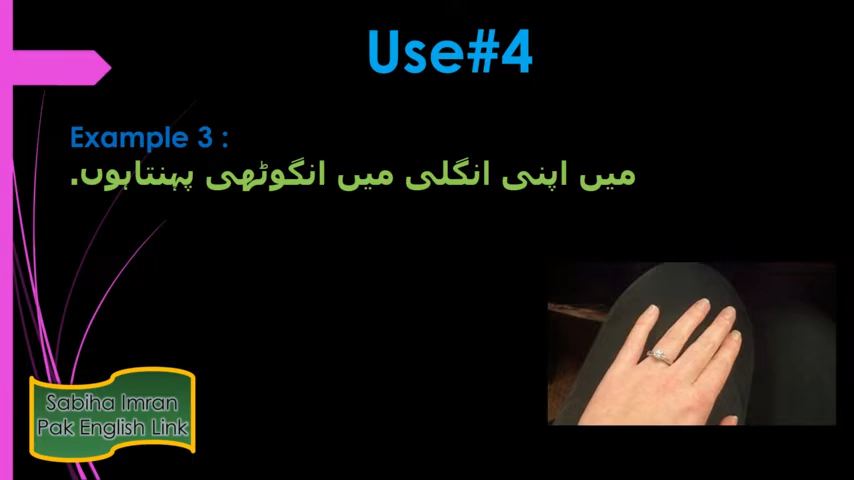 Use#4
Example 3 :
میں اپنی انگلی میں انگوٹھی پہنتاہوں.
Sabiha Imran
Pak English Link